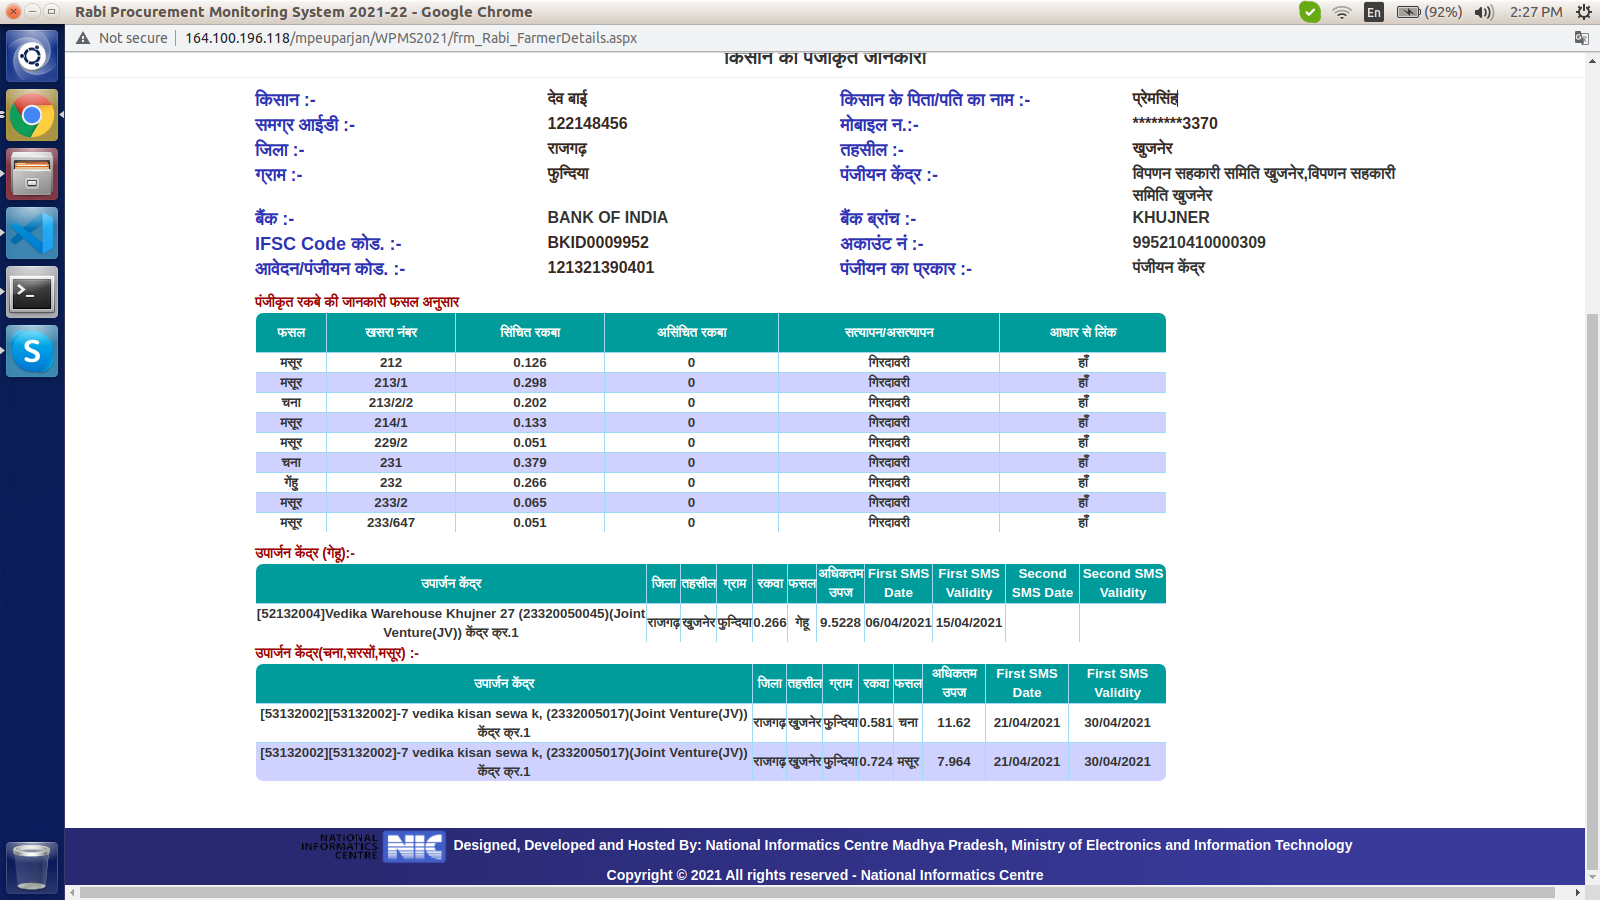 Rabi Procurement Monitoring System 2021-22 - Google Chrome
En (92%) 2:27 PM
Not secure 164.100.196.118/mpeuparjan/WPMS2021/frm_Rabi_FarmerDetails.aspx
किसान की पंजीकृत जानकारी
किसान :- देव बाई किसान के पिता/पति का नाम :- प्रेमसिंह
समग्र आईडी :- 122148456 मोबाइल न.:- ********3370
जिला :- राजगढ़ तहसील :- खुजनेर
ग्राम :- फुन्दिया पंजीयन केंद्र :- विपणन सहकारी समिति खुजनेर,विपणन सहकारी
समिति खुजनेर
बैंक :- BANK OF INDIA बैंक ब्रांच :- KHUJNER
IFSC Code कोड. :- BKID0009952 अकाउंट नं :- 995210410000309
आवेदन/पंजीयन कोड. :- 121321390401 पंजीयन का प्रकार :- पंजीयन केंद्र
पंजीकृत रकबे की जानकारी फसल अनुसार
फसल खसरा नंबर सिंचित रकबा असिंचित रकबा सत्यापन/असत्यापन आधार से लिंक
मसूर 212 0.126 0 गिरदावरी हाँ
मसूर 213/1 0.298 0 गिरदावरी हाँ
चना 213/2/2 0.202 0 गिरदावरी हाँ
मसूर 214/1 0.133 0 गिरदावरी हाँ
मसूर 229/2 0.051 0 गिरदावरी हाँ
चना 231 0.379 0 गिरदावरी हाँ
गेंहु 232 0.266 0 गिरदावरी हाँ
मसूर 233/2 0.065 0 गिरदावरी हाँ
मसूर 233/647 0.051 0 गिरदावरी हाँ
उपार्जन केंद्र (गेहू):-
उपार्जन केंद्र जिला तहसील ग्राम रकवा फसल अधिकतम उपज First SMS Date First SMS Validity Second SMS Date Second SMS Validity
[52132004]Vedika Warehouse Khujner 27 (23320050045)(Joint
Venture(JV)) केंद्र क्र.1 राजगढ़ खुजनेर फुन्दिया 0.266 गेहू 9.5228 06/04/2021 15/04/2021
उपार्जन केंद्र(चना,सरसों,मसूर) :-
उपार्जन केंद्र जिला तहसील ग्राम रकवा फसल अधिकतम उपज First SMS Date First SMS Validity
[53132002][53132002]-7 vedika kisan sewa k, (2332005017)(Joint Venture(JV))
केंद्र क्र.1 राजगढ़ खुजनेर फुन्दिया 0.581 चना 11.62 21/04/2021 30/04/2021
[53132002][53132002]-7 vedika kisan sewa k, (2332005017)(Joint Venture(JV))
केंद्र क्र.1 राजगढ़ खुजनेर फुन्दिया 0.724 मसूर 7.964 21/04/2021 30/04/2021
NATIONAL
INFORMATICS
CENTRE
NIC Designed, Developed and Hosted By: National Informatics Centre Madhya Pradesh, Ministry of Electronics and Information Technology
Copyright © 2021 All rights reserved - National Informatics Centre